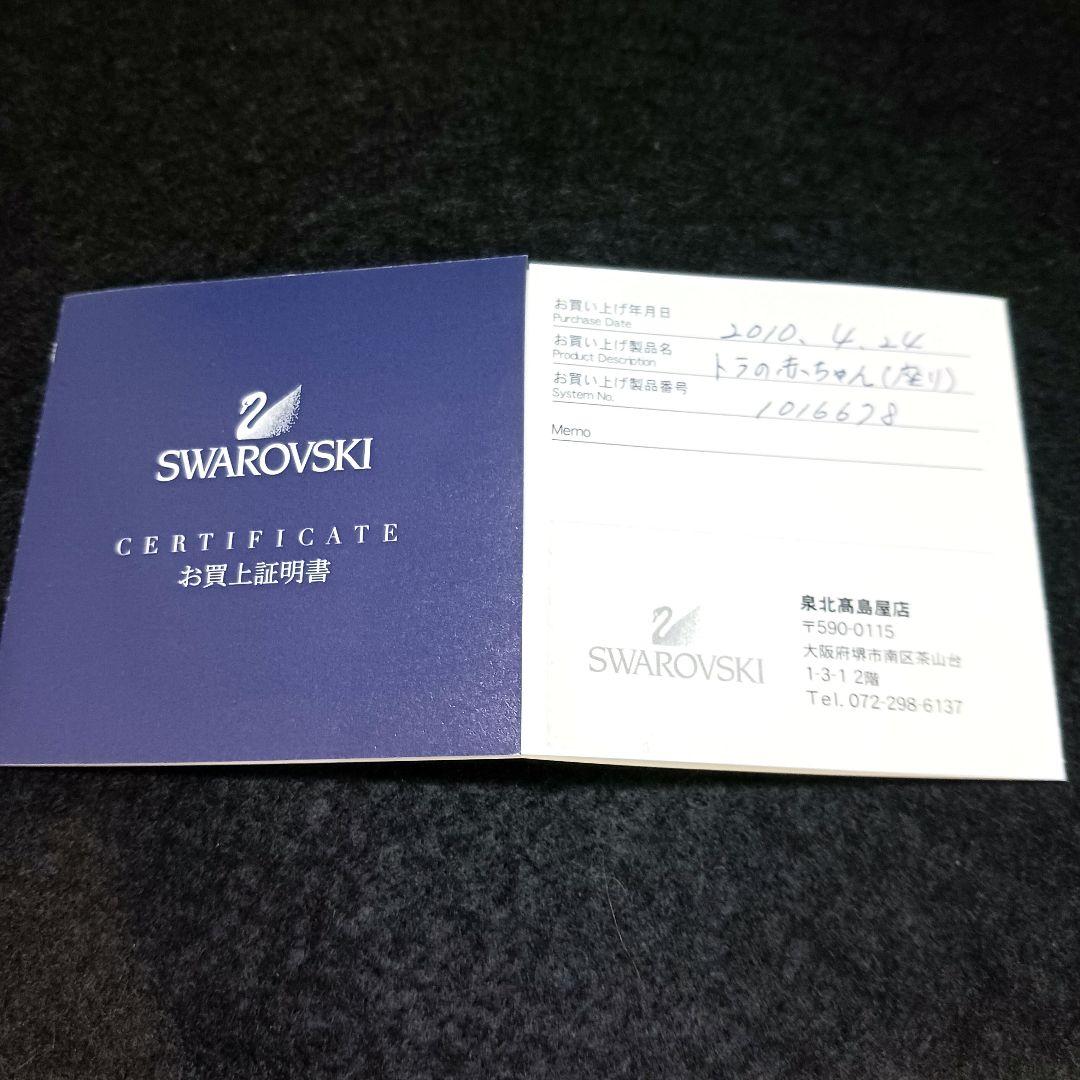 SWAROVSKI
CERTIFICATE
お買上証明書
お買い上げ年月日
Purchase Date
2010. 4. 24
お買い上げ製品名
Product Description
トラの赤ちゃん(座り)
お買い上げ製品番号
System No.
1016678
Memo
SWAROVSKI
泉北髙島屋店
〒590-0115
大阪府堺市南区茶山台
1-3-1 2階
Tel. 072-298-6137